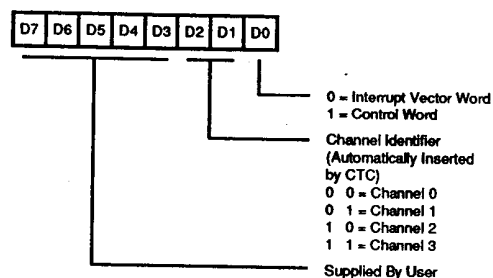 D7 D6 D5 D4 D3 D2 D1 D0
0 = Interrupt Vector Word
1 = Control Word
Channel Identifier
(Automatically Inserted
by CTC)
0 0 = Channel 0
0 1 = Channel 1
1 0 = Channel 2
1 1 = Channel 3
Supplied By User